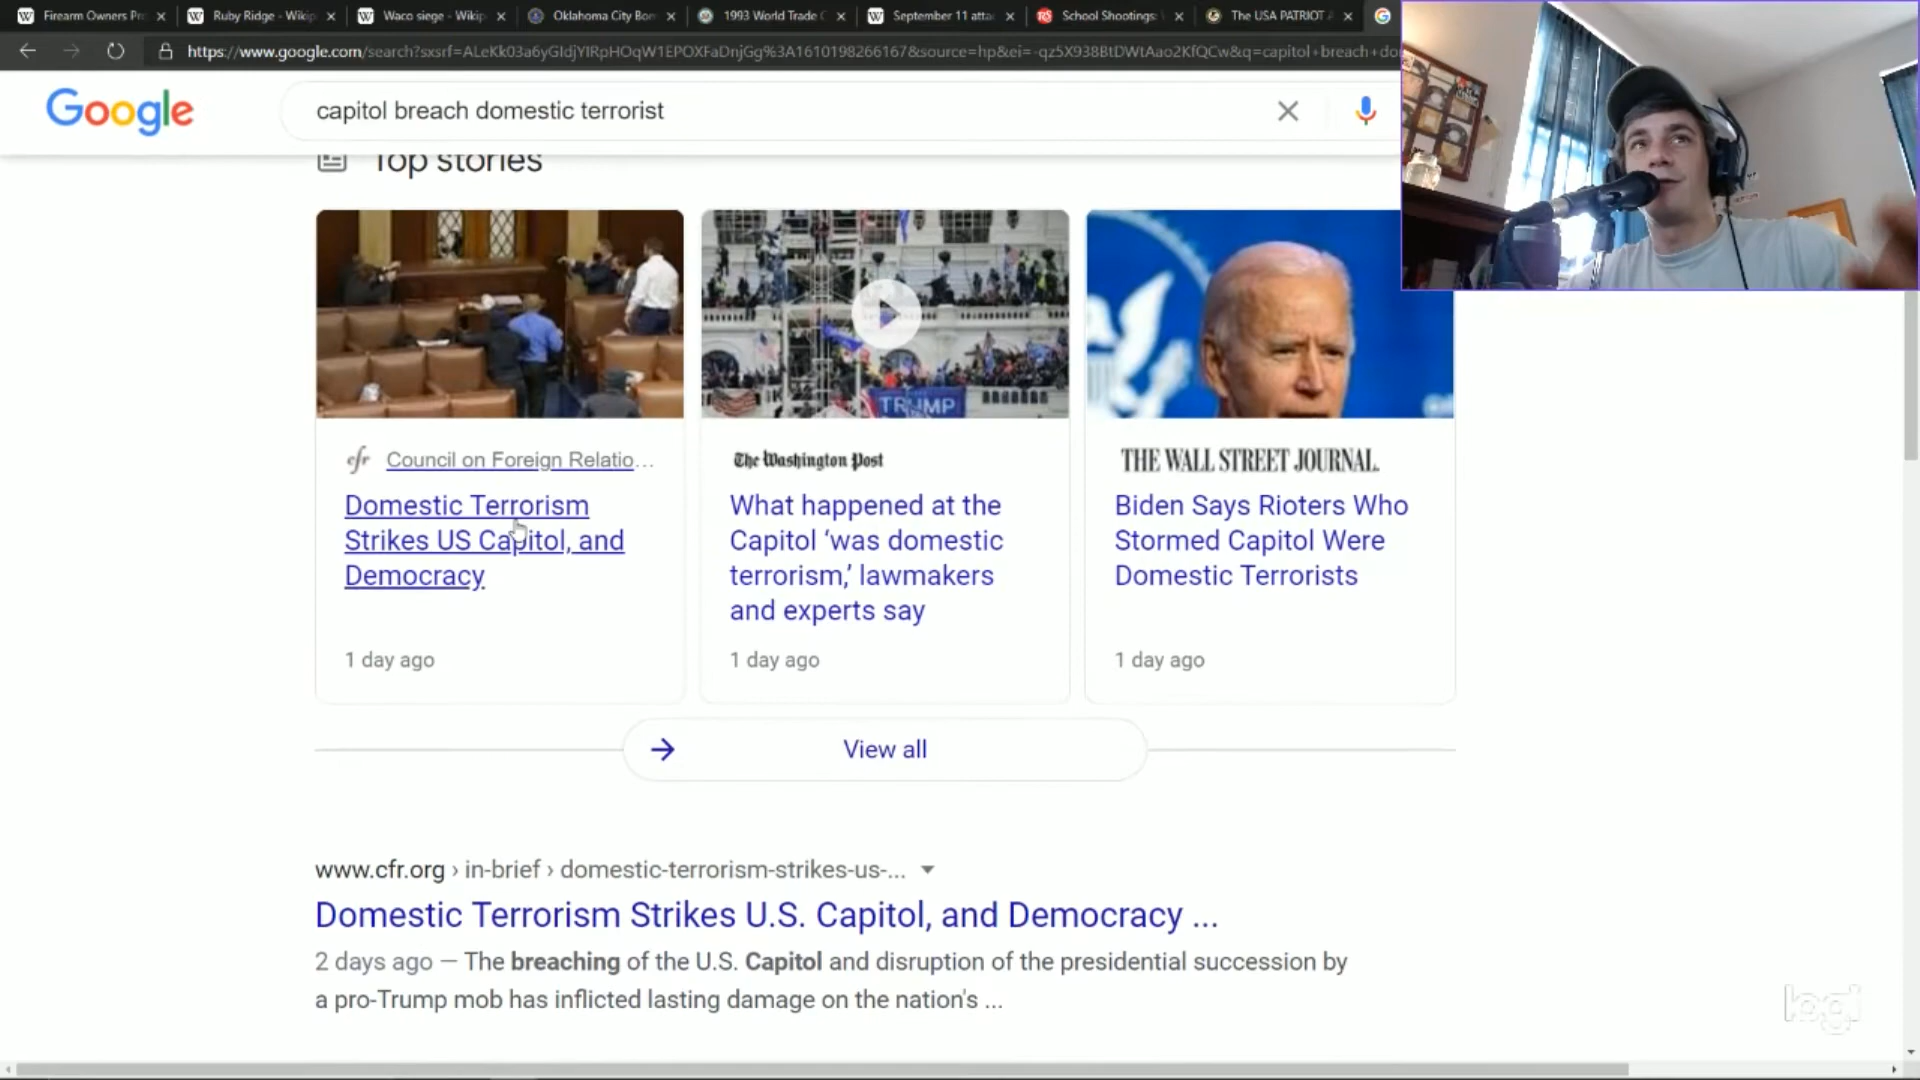 Firearm Owners Pr
Ruby Ridge - Wikip
Waco siege - Wikip
Oklahoma City Bom
1993 World Trade C
September 11 attac
School Shootings:
The USA PATRIOT A
https://www.google.com/search?sxsrf=ALeKk03a6yGIdjYIRpHOqW1EPOXFaDnjGg%3A1610198266167&source=hp&ei=-qz5X938BtDWtAao2KfQCw&q=capitol+breach+do
Google
capitol breach domestic terrorist
Top stories
TRUMP
cfr Council on Foreign Relatio...
Domestic Terrorism
Strikes US Capitol, and
Democracy
1 day ago
The Washington Post
What happened at the
Capitol ‘was domestic
terrorism,’ lawmakers
and experts say
1 day ago
THE WALL STREET JOURNAL.
Biden Says Rioters Who
Stormed Capitol Were
Domestic Terrorists
1 day ago
View all
www.cfr.org › in-brief › domestic-terrorism-strikes-us-...
Domestic Terrorism Strikes U.S. Capitol, and Democracy ...
2 days ago — The breaching of the U.S. Capitol and disruption of the presidential succession by
a pro-Trump mob has inflicted lasting damage on the nation's ...
logi